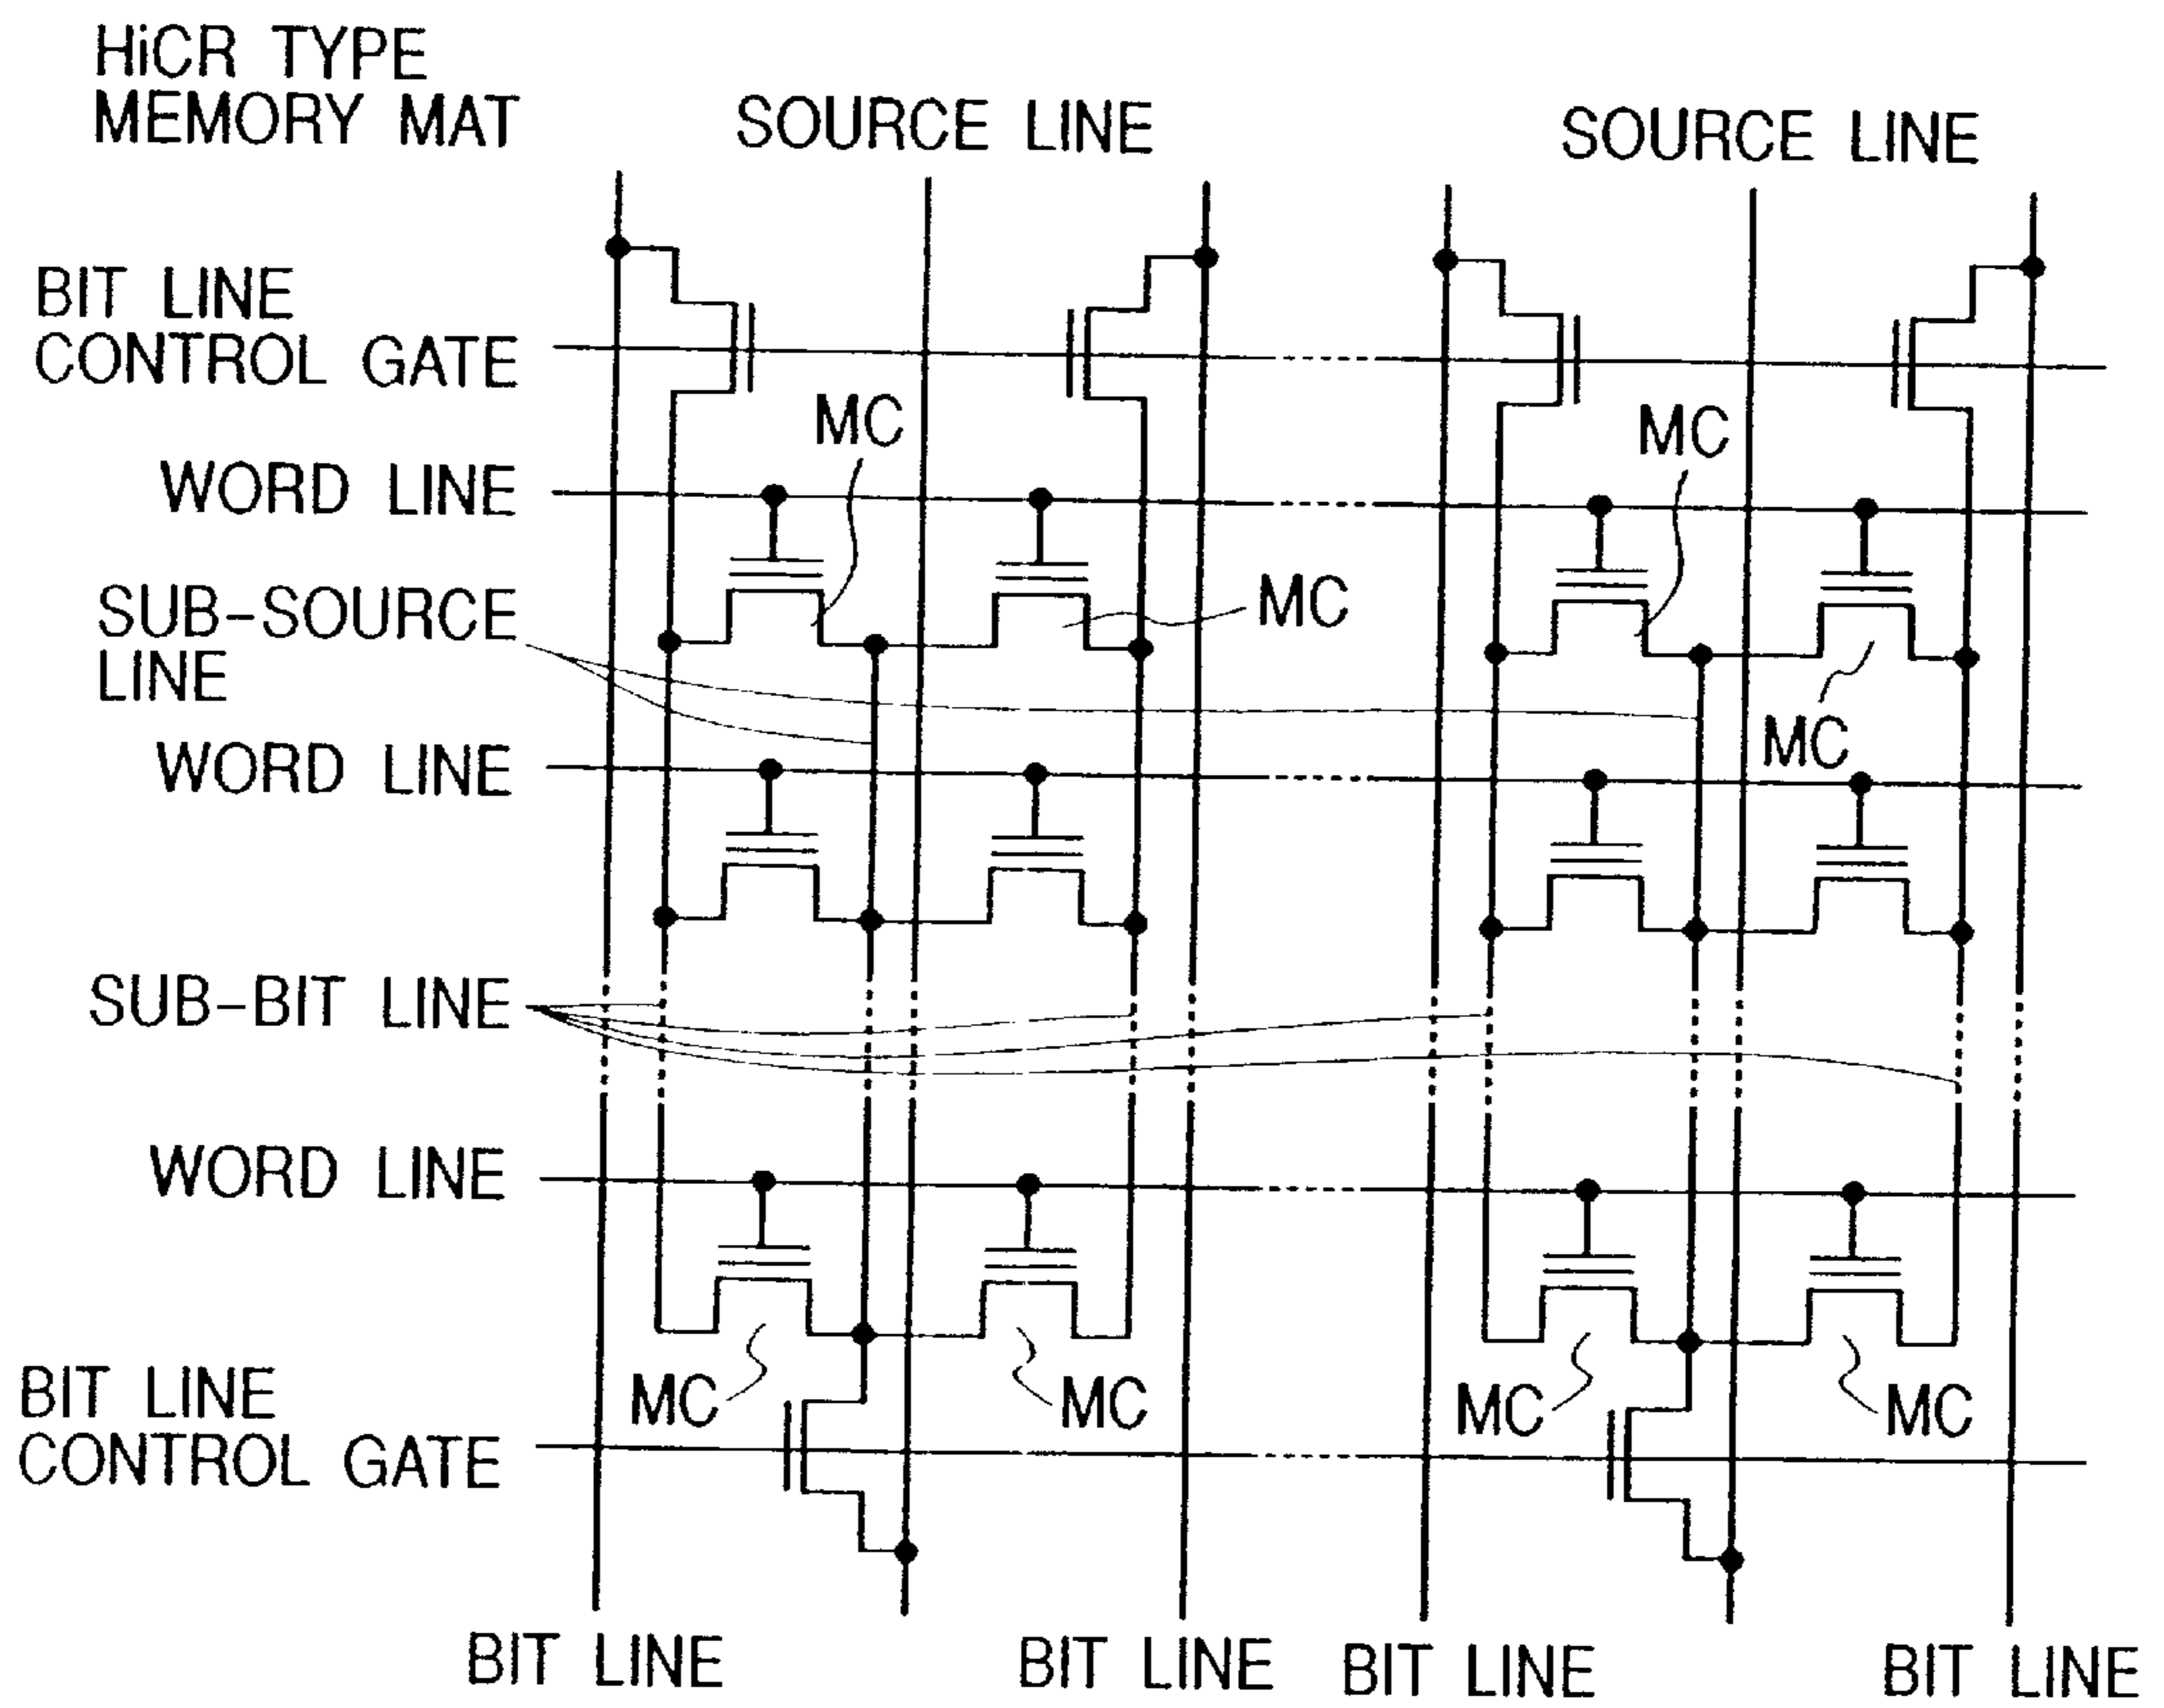 HiCR TYPE
MEMORY MAT
SOURCE LINE
SOURCE LINE
BIT LINE
CONTROL GATE
MC
MC
WORD LINE
SUB-SOURCE
LINE
MC
MC
WORD LINE
SUB-BIT LINE
WORD LINE
BIT LINE
CONTROL GATE
MC
MC
MC
MC
BIT LINE
BIT LINE
BIT LINE
BIT LINE